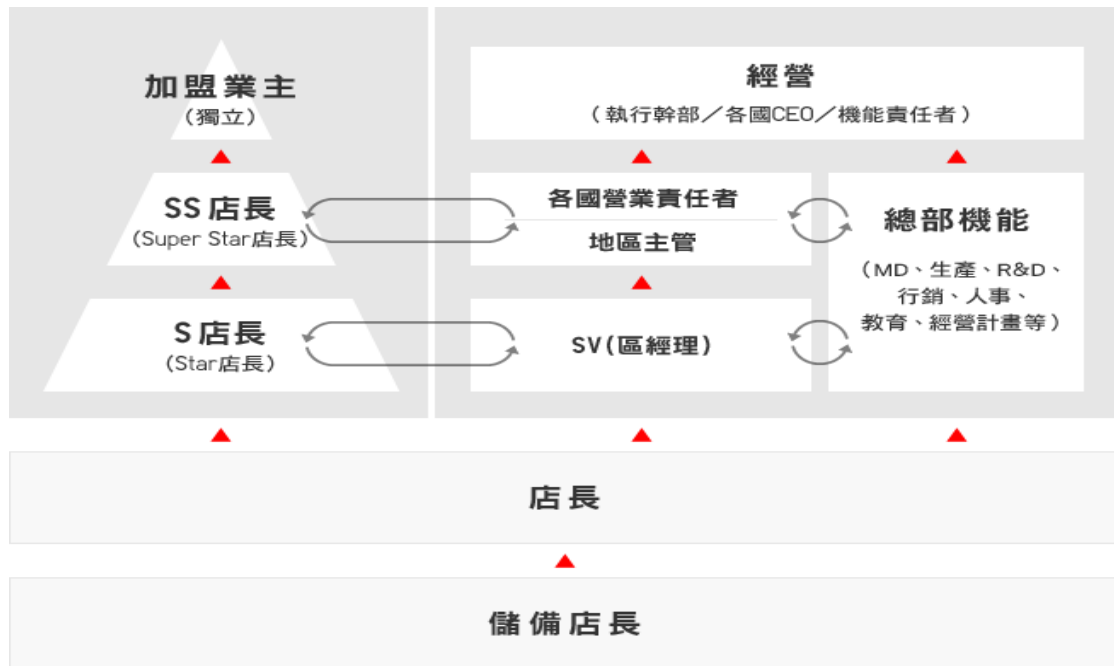 加盟業主
(獨立)
SS店長
(Super Star店長)
S店長
(Star店長)
經營
(執行幹部／各國CEO／機能責任者)
各國營業責任者
地區主管
SV(區經理)
總部機能
(MD、生產、R&D、
行銷、人事、
教育、經營計畫等)
店長
儲備店長